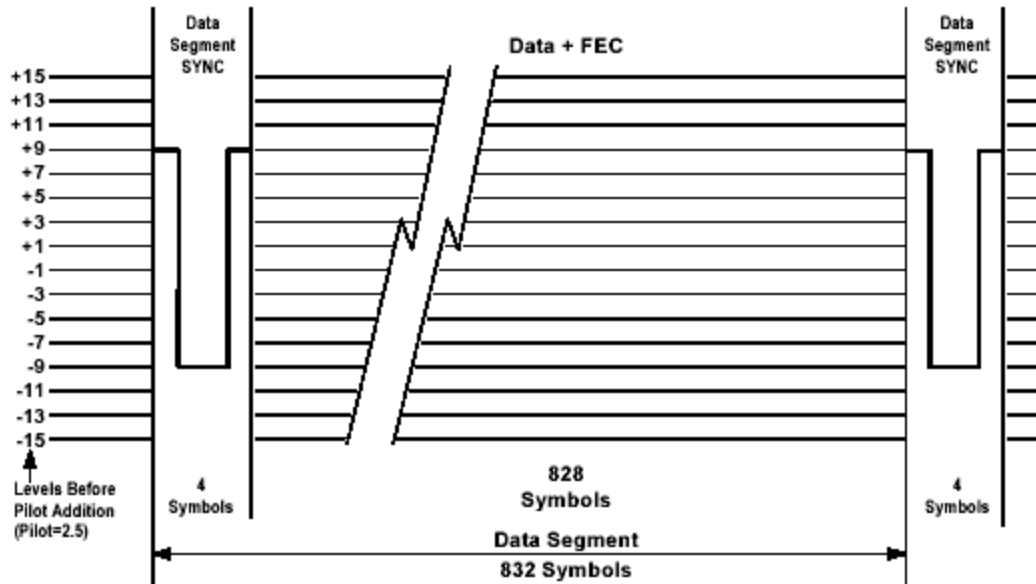 Data
Segment
SYNC
Data + FEC
Data
Segment
SYNC
+15
+13
+11
+9
+7
+5
+3
+1
-1
-3
-5
-7
-9
-11
-13
-15
Levels Before
Pilot Addition
(Pilot=2.5)
4
Symbols
828
Symbols
4
Symbols
Data Segment
832 Symbols